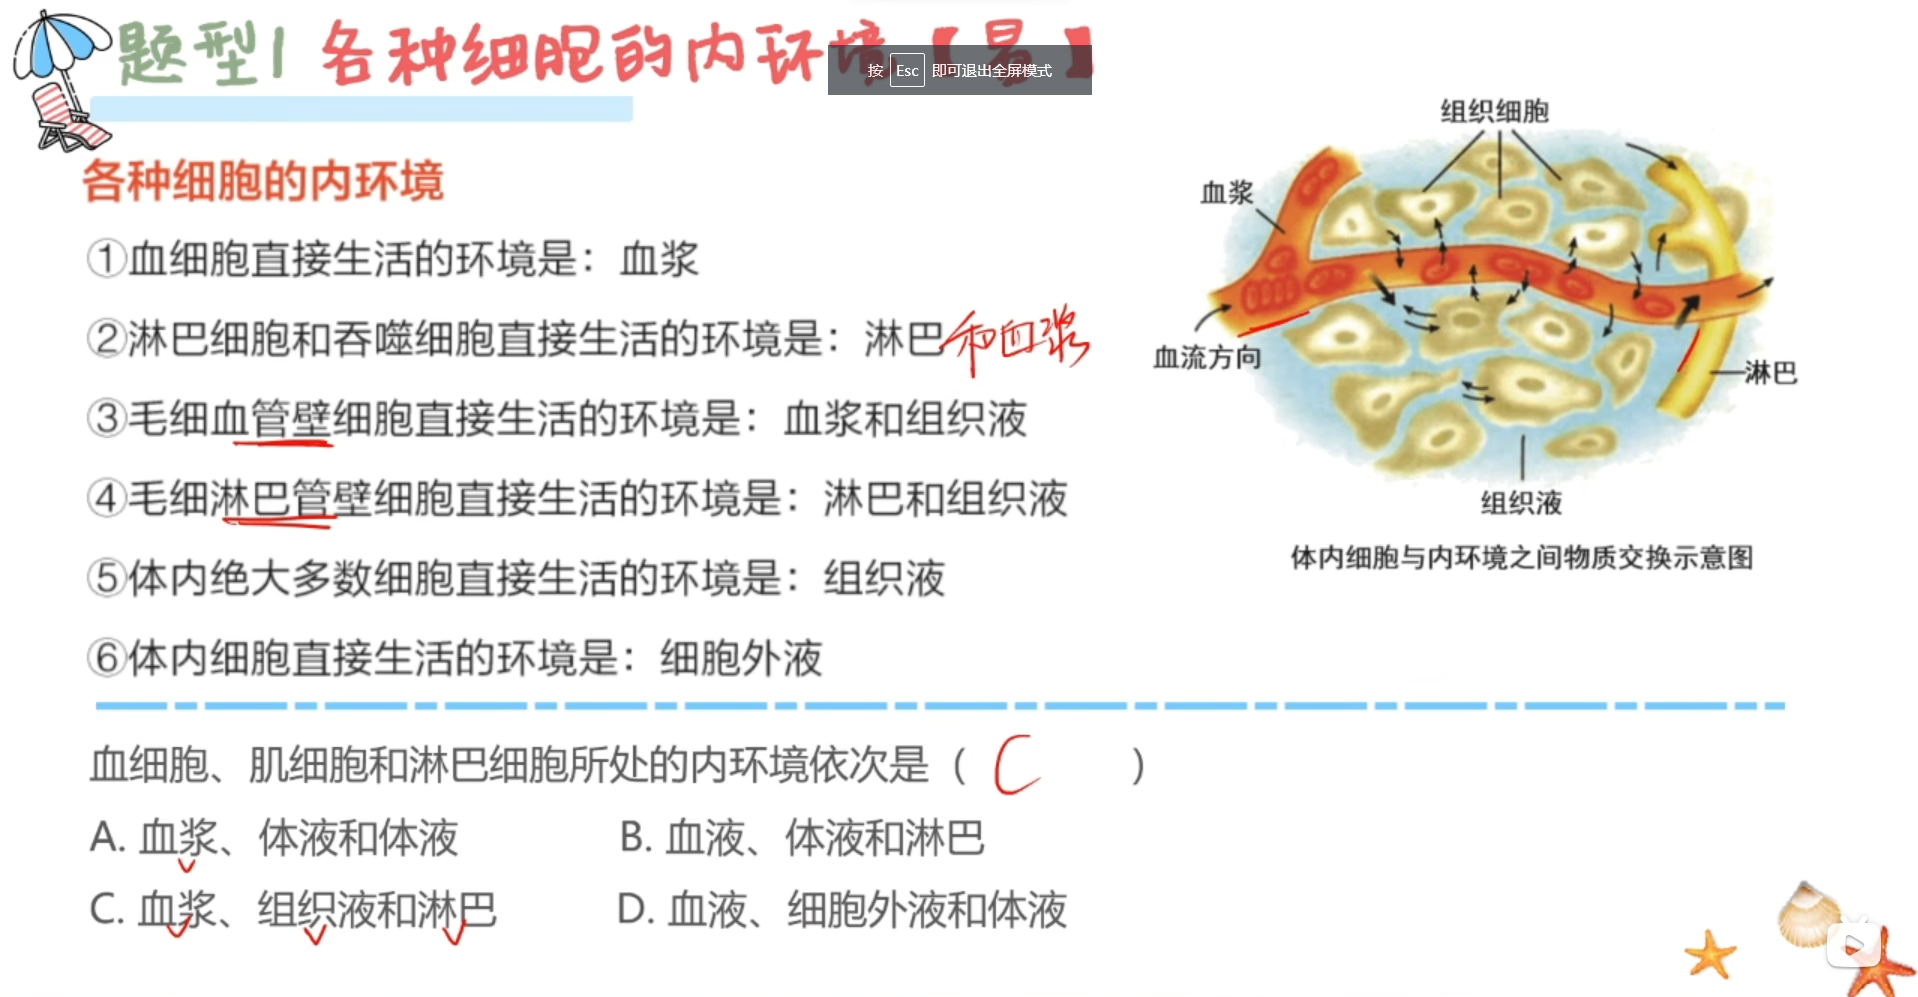 题型1 各种细胞的内环境【易】
按 Esc 即可退出全屏模式
各种细胞的内环境
①血细胞直接生活的环境是：血浆
②淋巴细胞和吞噬细胞直接生活的环境是：淋巴和血浆
③毛细血管壁细胞直接生活的环境是：血浆和组织液
④毛细淋巴管壁细胞直接生活的环境是：淋巴和组织液
⑤体内绝大多数细胞直接生活的环境是：组织液
⑥体内细胞直接生活的环境是：细胞外液
组织细胞
血浆
血流方向
淋巴
组织液
体内细胞与内环境之间物质交换示意图
血细胞、肌细胞和淋巴细胞所处的内环境依次是（ C ）
A. 血浆、体液和体液 B. 血液、体液和淋巴
C. 血浆、组织液和淋巴 D. 血液、细胞外液和体液